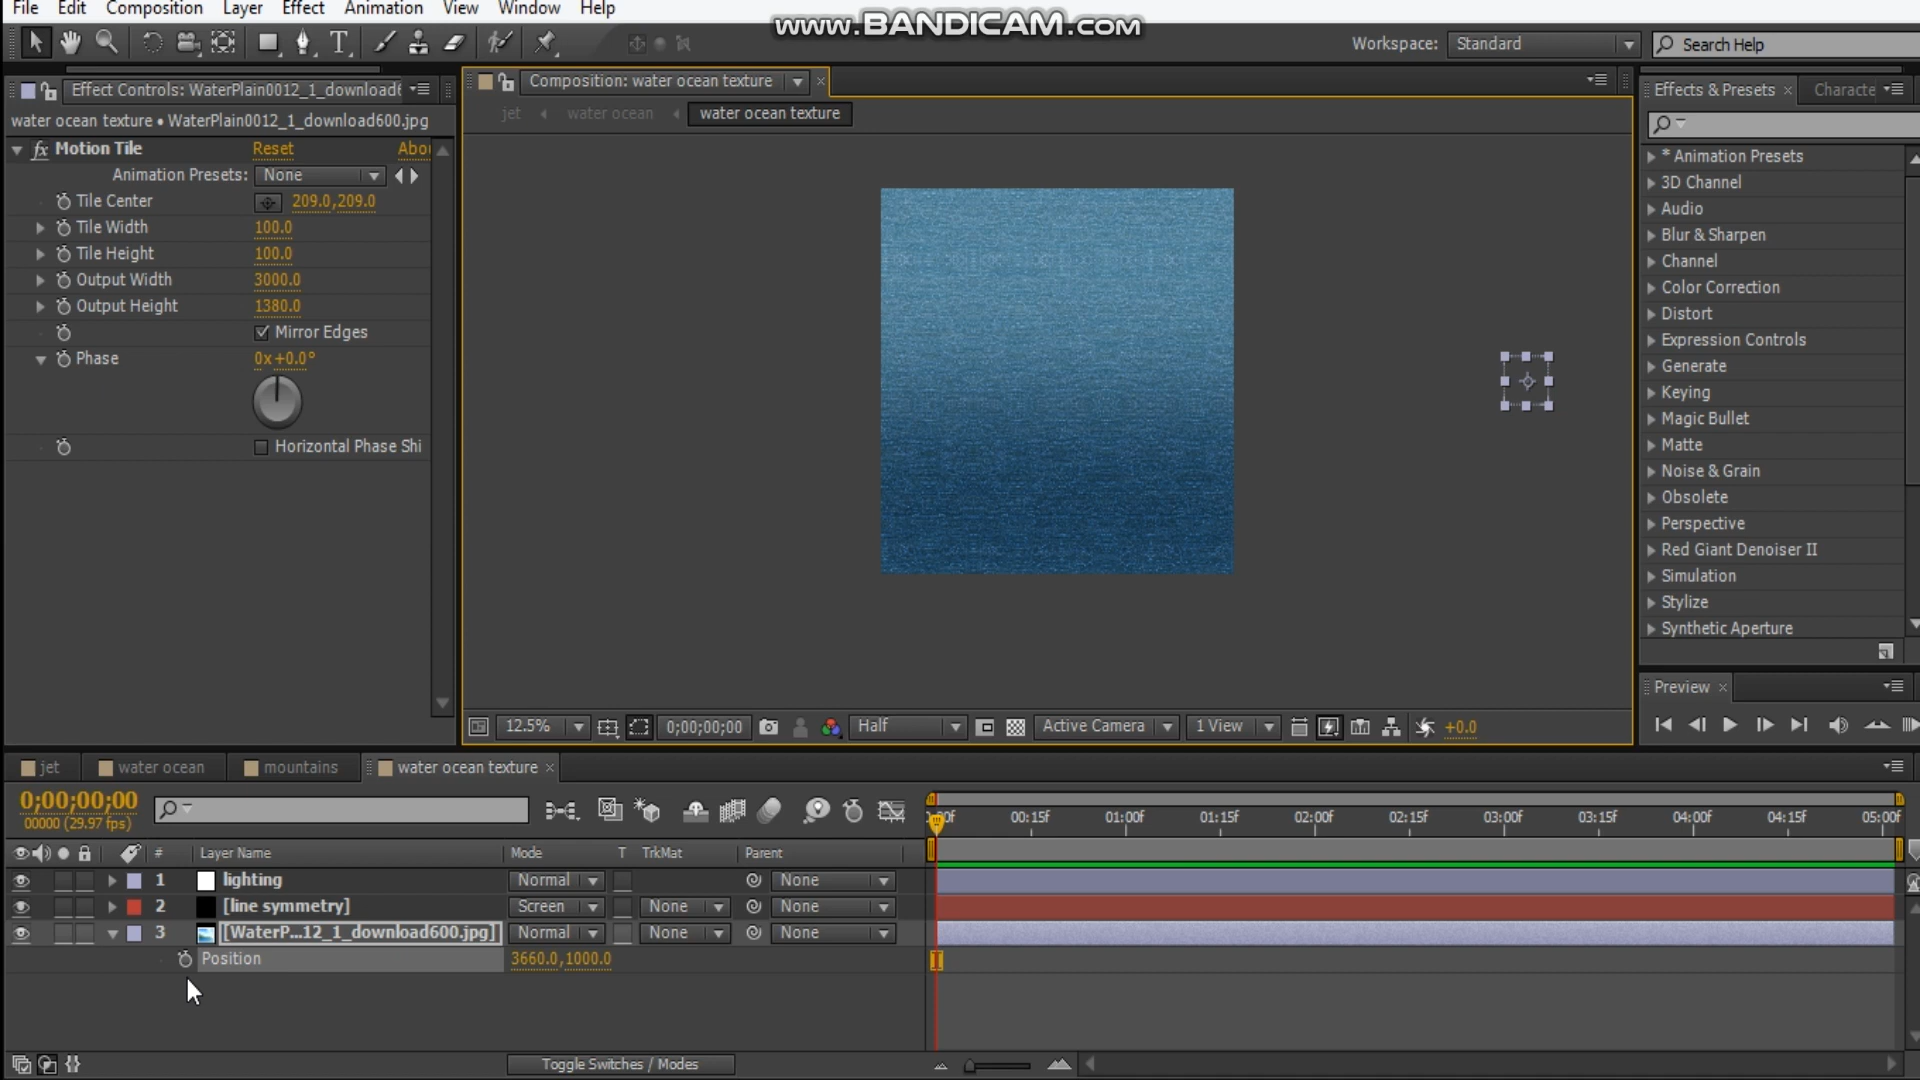 File Edit Composition Layer Effect Animation View Window Help
www.BANDICAM.com
Workspace: Standard
Search Help
Effect Controls: WaterPlain0012_1_download6
Composition: water ocean texture
Effects & Presets
Characte
water ocean texture • WaterPlain0012_1_download600.jpg
jet water ocean water ocean texture
fx Motion Tile Reset Abou
Animation Presets: None
Tile Center 209.0,209.0
Tile Width 100.0
Tile Height 100.0
Output Width 3000.0
Output Height 1380.0
Mirror Edges
Phase 0x+0.0°
Horizontal Phase Shi
* Animation Presets
3D Channel
Audio
Blur & Sharpen
Channel
Color Correction
Distort
Expression Controls
Generate
Keying
Magic Bullet
Matte
Noise & Grain
Obsolete
Perspective
Red Giant Denoiser II
Simulation
Stylize
Synthetic Aperture
Preview
12.5% 0;00;00;00 Half Active Camera 1 View +0.0
jet water ocean mountains water ocean texture
0;00;00;00
00000 (29.97 fps)
00f 00:15f 01:00f 01:15f 02:00f 02:15f 03:00f 03:15f 04:00f 04:15f 05:00f
# Layer Name Mode T TrkMat Parent
1 lighting Normal None
2 [line symmetry] Screen None None
3 [WaterP...12_1_download600.jpg] Normal None None
Position 3660.0,1000.0
Toggle Switches / Modes